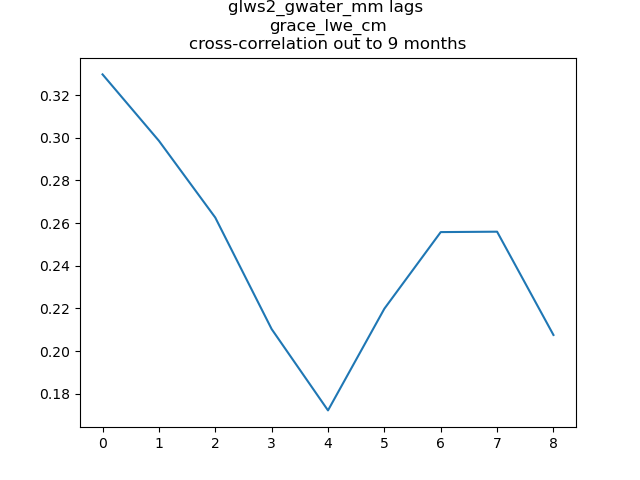 glws2_gwater_mm lags
grace_lwe_cm
cross-correlation out to 9 months
0.32
0.30
0.28
0.26
0.24
0.22
0.20
0.18
0 1 2 3 4 5 6 7 8